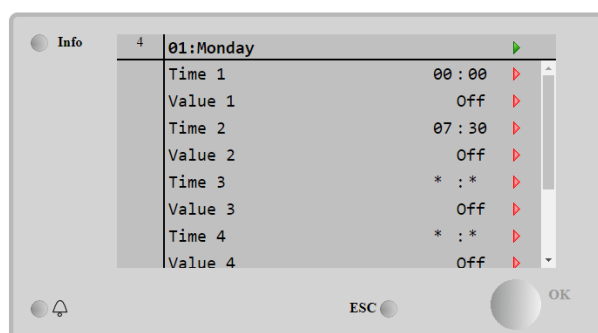 Info
4 01:Monday
Time 1 00:00
Value 1 Off
Time 2 07:30
Value 2 Off
Time 3 * : *
Value 3 Off
Time 4 * : *
Value 4 Off
ESC
OK